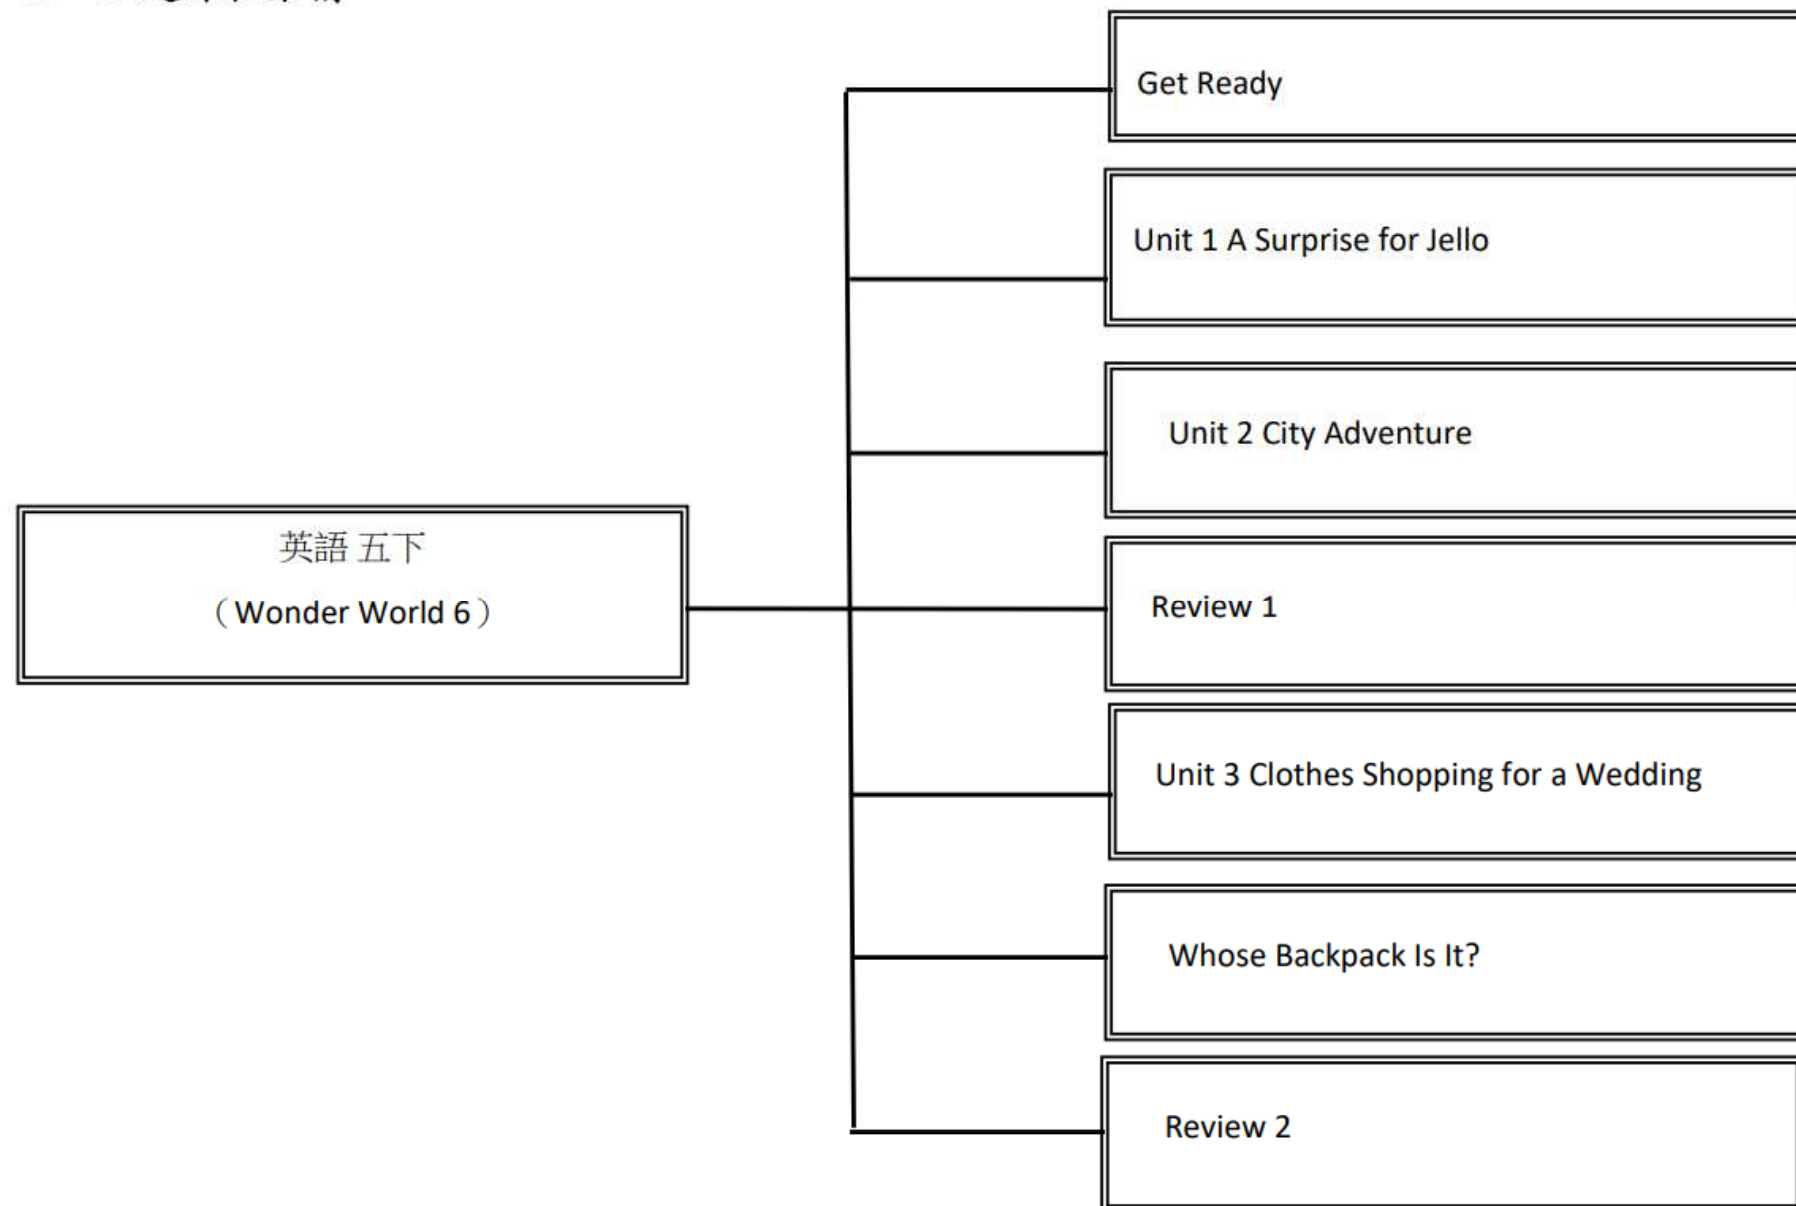 Get Ready
Unit 1 A Surprise for Jello
Unit 2 City Adventure
英語 五下
（Wonder World 6）
Review 1
Unit 3 Clothes Shopping for a Wedding
Whose Backpack Is It?
Review 2